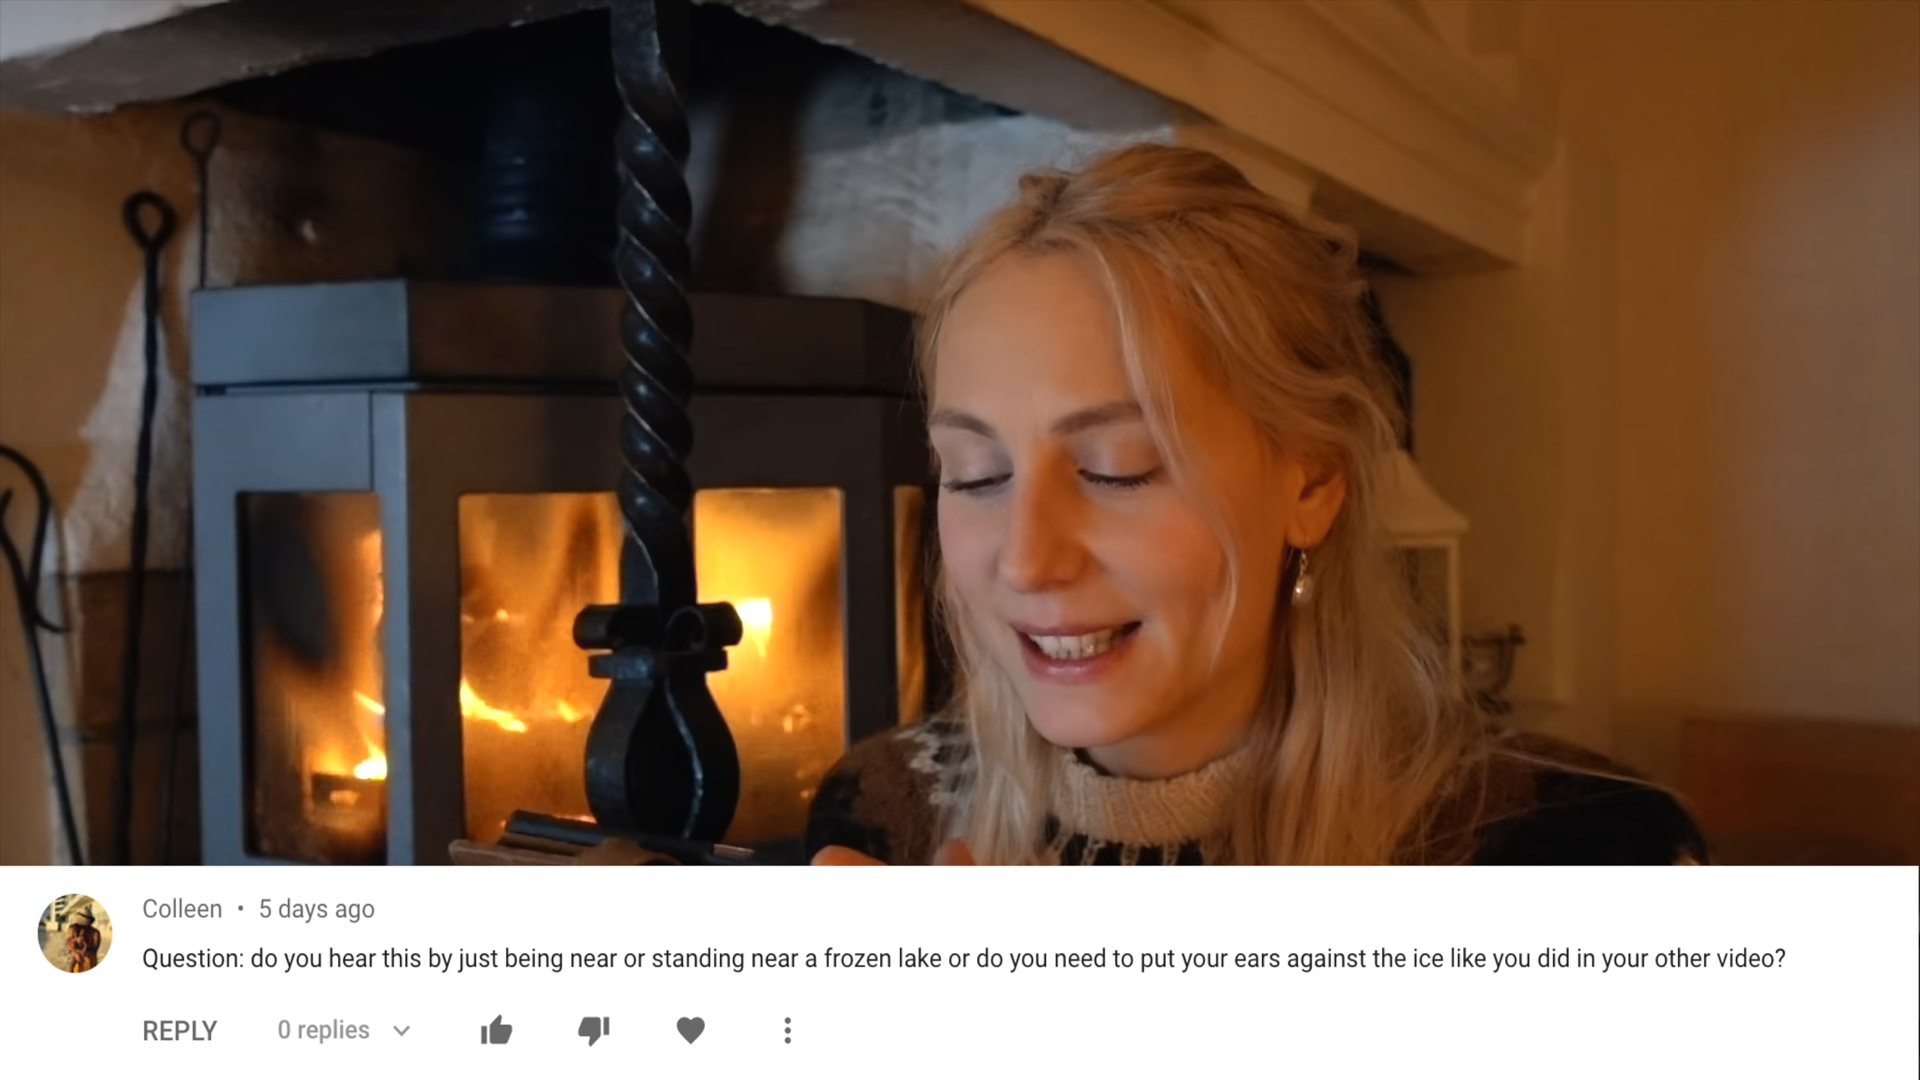 Colleen • 5 days ago
Question: do you hear this by just being near or standing near a frozen lake or do you need to put your ears against the ice like you did in your other video?
REPLY 0 replies